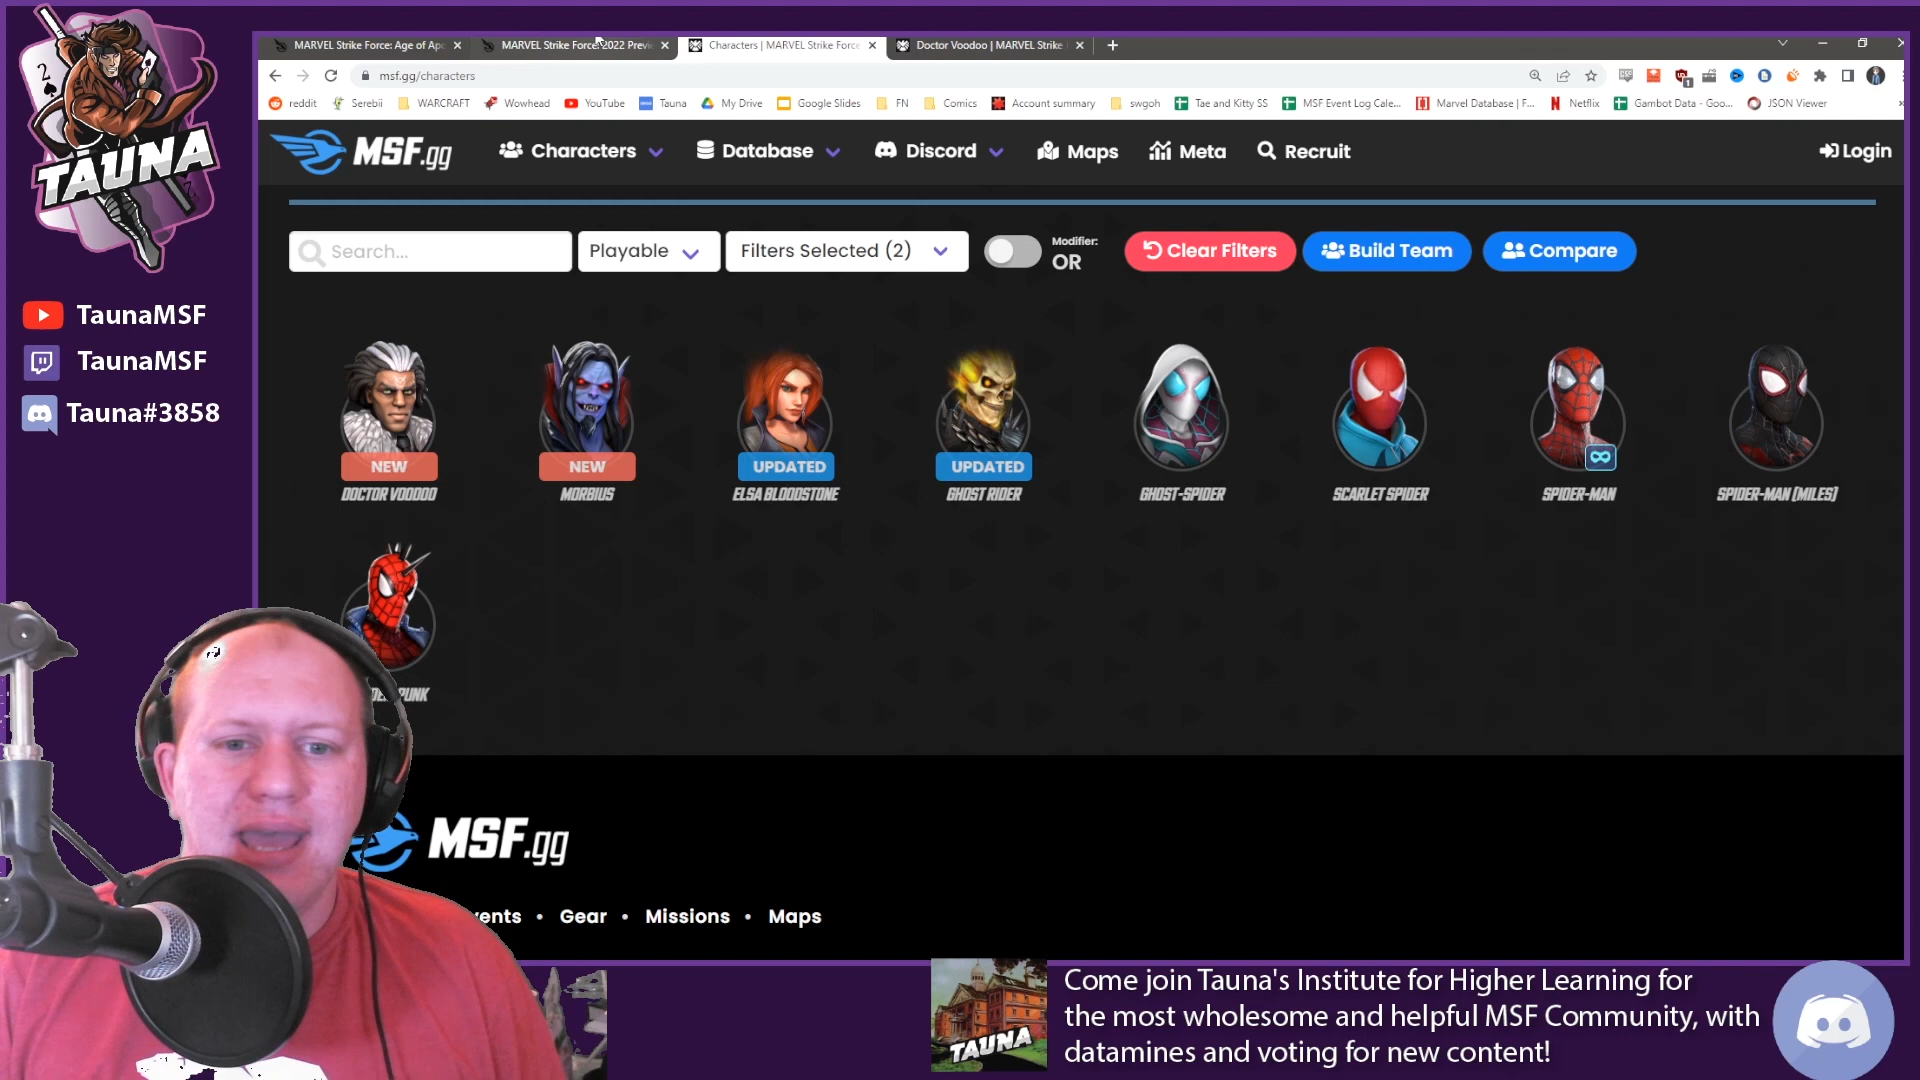 MARVEL Strike Force: Age of Apo
MARVEL Strike Force: 2022 Previ
Characters | MARVEL Strike Force
Doctor Voodoo | MARVEL Strike
msf.gg/characters
reddit
Serebii
WARCRAFT
Wowhead
YouTube
Tauna
My Drive
Google Slides
FN
Comics
Account summary
swgoh
Tae and Kitty SS
MSF Event Log Cale...
Marvel Database | F...
Netflix
Gambot Data - Goo...
JSON Viewer
2
TAUNA
MSF.gg
Characters
Database
Discord
Maps
Meta
Recruit
Login
Search...
Playable
Filters Selected (2)
Modifier:
OR
Clear Filters
Build Team
Compare
TaunaMSF
TaunaMSF
Tauna#3858
NEW
NEW
UPDATED
UPDATED
DOCTOR VOODOO
MORBIUS
ELSA BLOODSTONE
GHOST RIDER
GHOST-SPIDER
SCARLET SPIDER
SPIDER-MAN
SPIDER-MAN (MILES)
PUNK
MSF.gg
vents • Gear • Missions • Maps
TAUNA
Come join Tauna's Institute for Higher Learning for
the most wholesome and helpful MSF Community, with
datamines and voting for new content!